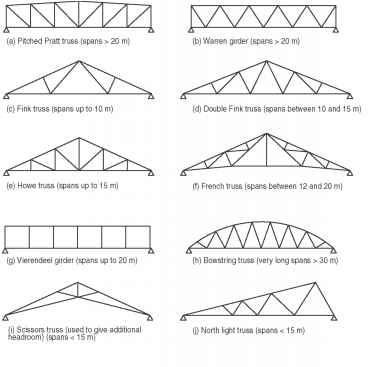 (a) Pitched Pratt truss (spans > 20 m)
(b) Warren girder (spans > 20 m)
(c) Fink truss (spans up to 10 m)
(d) Double Fink truss (spans between 10 and 15 m)
(e) Howe truss (spans up to 15 m)
(f) French truss (spans between 12 and 20 m)
(g) Vierendeel girder (spans up to 20 m)
(h) Bowstring truss (very long spans > 30 m)
(i) Scissors truss (used to give additional
headroom) (spans < 15 m)
(j) North light truss (spans < 15 m)